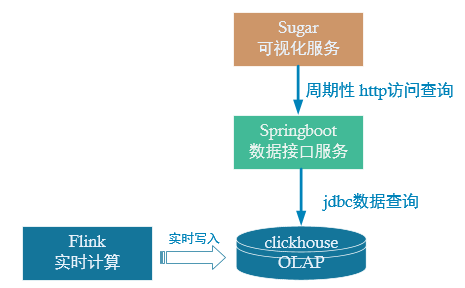 Sugar
可视化服务
周期性 http访问查询
Springboot
数据接口服务
jdbc数据查询
Flink
实时计算
实时写入
clickhouse
OLAP